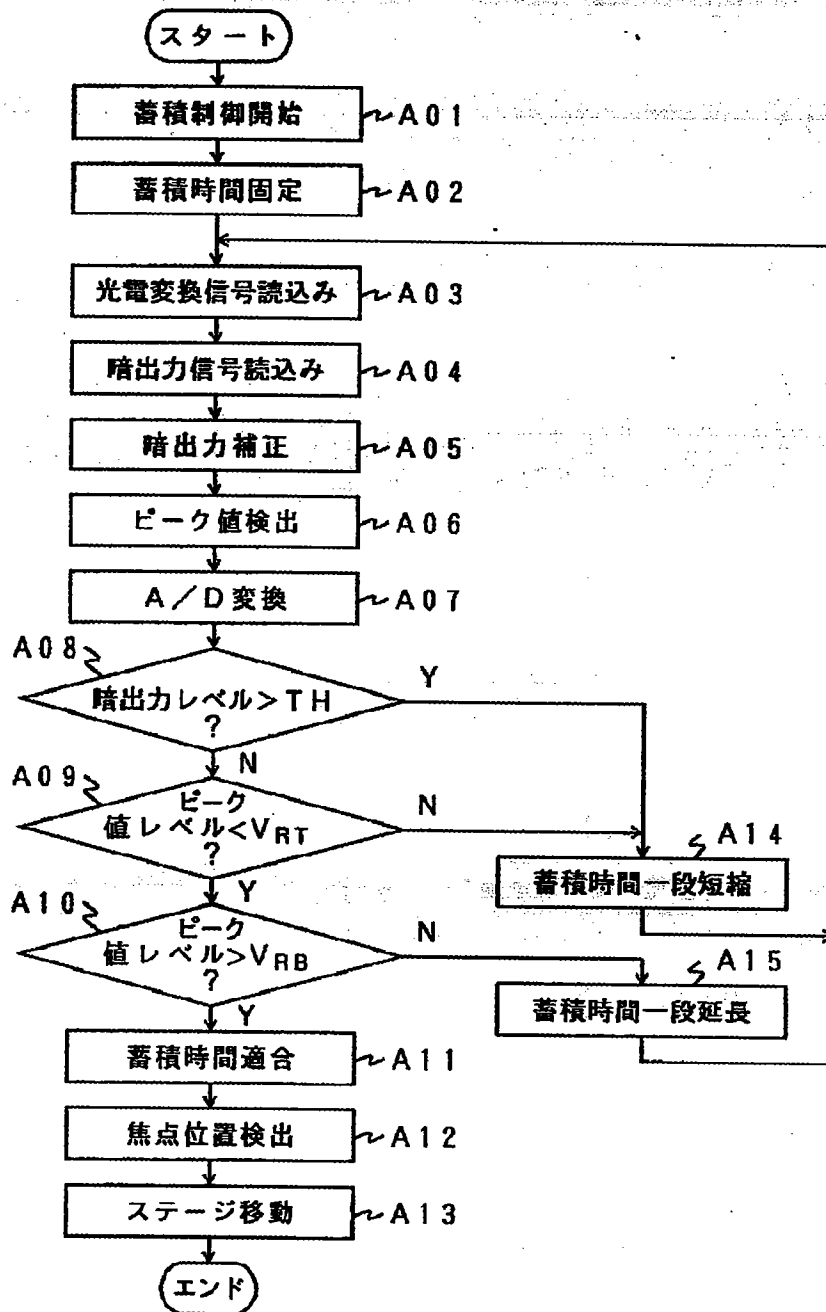 スタート
蓄積制御開始 A01
蓄積時間固定 A02
光電変換信号読込み A03
暗出力信号読込み A04
暗出力補正 A05
ピーク値検出 A06
A/D変換 A07
A08
暗出力レベル>TH
?
Y
N
A09
ピーク
値レベル<VRT
?
N
Y
A14
蓄積時間一段短縮
A10
ピーク
値レベル>VRB
?
N
Y
A15
蓄積時間一段延長
蓄積時間適合 A11
焦点位置検出 A12
ステージ移動 A13
エンド